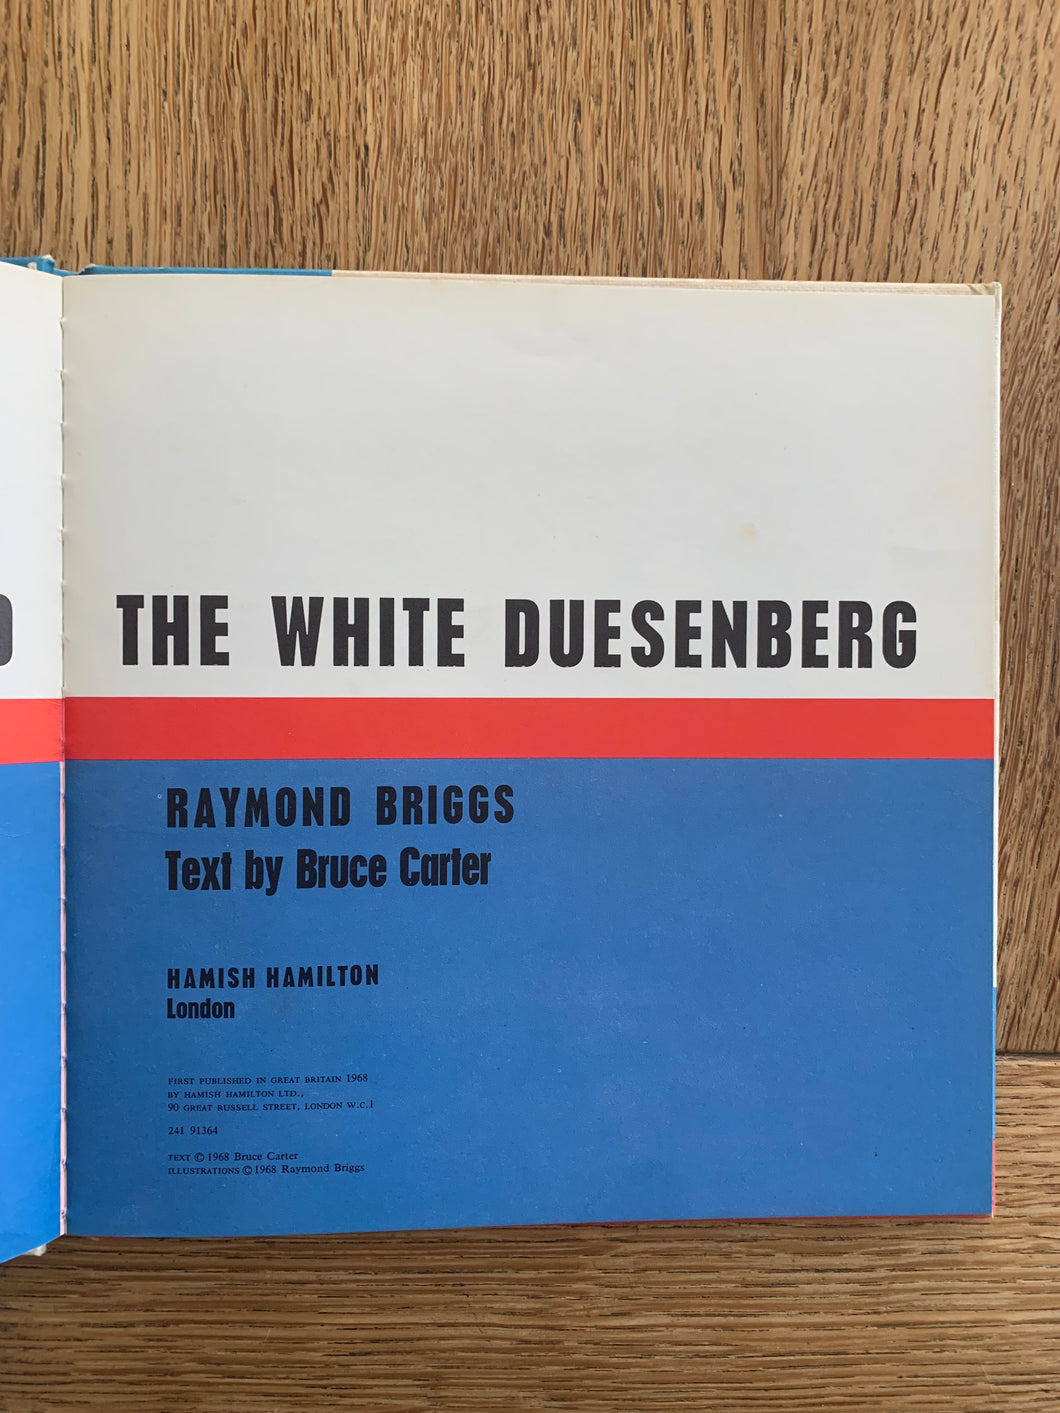 THE WHITE DUESENBERG
RAYMOND BRIGGS
Text by Bruce Carter
HAMISH HAMILTON
London
FIRST PUBLISHED IN GREAT BRITAIN 1968
BY HAMISH HAMILTON LTD.,
90 GREAT RUSSELL STREET, LONDON W.C.1
241 91364
TEXT © 1968 Bruce Carter
ILLUSTRATIONS © 1968 Raymond Briggs